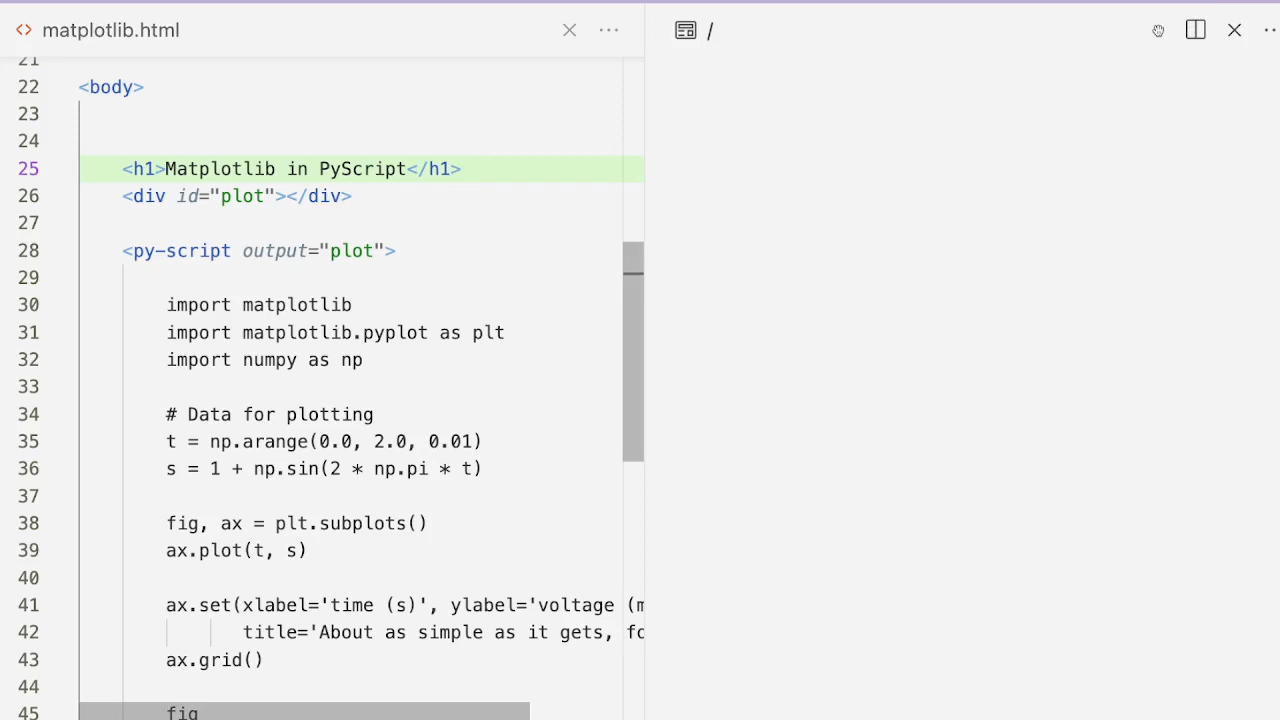 matplotlib.html
/
21
22 <body>
23
24
25 <h1>Matplotlib in PyScript</h1>
26 <div id="plot"></div>
27
28 <py-script output="plot">
29
30 import matplotlib
31 import matplotlib.pyplot as plt
32 import numpy as np
33
34 # Data for plotting
35 t = np.arange(0.0, 2.0, 0.01)
36 s = 1 + np.sin(2 * np.pi * t)
37
38 fig, ax = plt.subplots()
39 ax.plot(t, s)
40
41 ax.set(xlabel='time (s)', ylabel='voltage (m
42 title='About as simple as it gets, fo
43 ax.grid()
44
45 fig